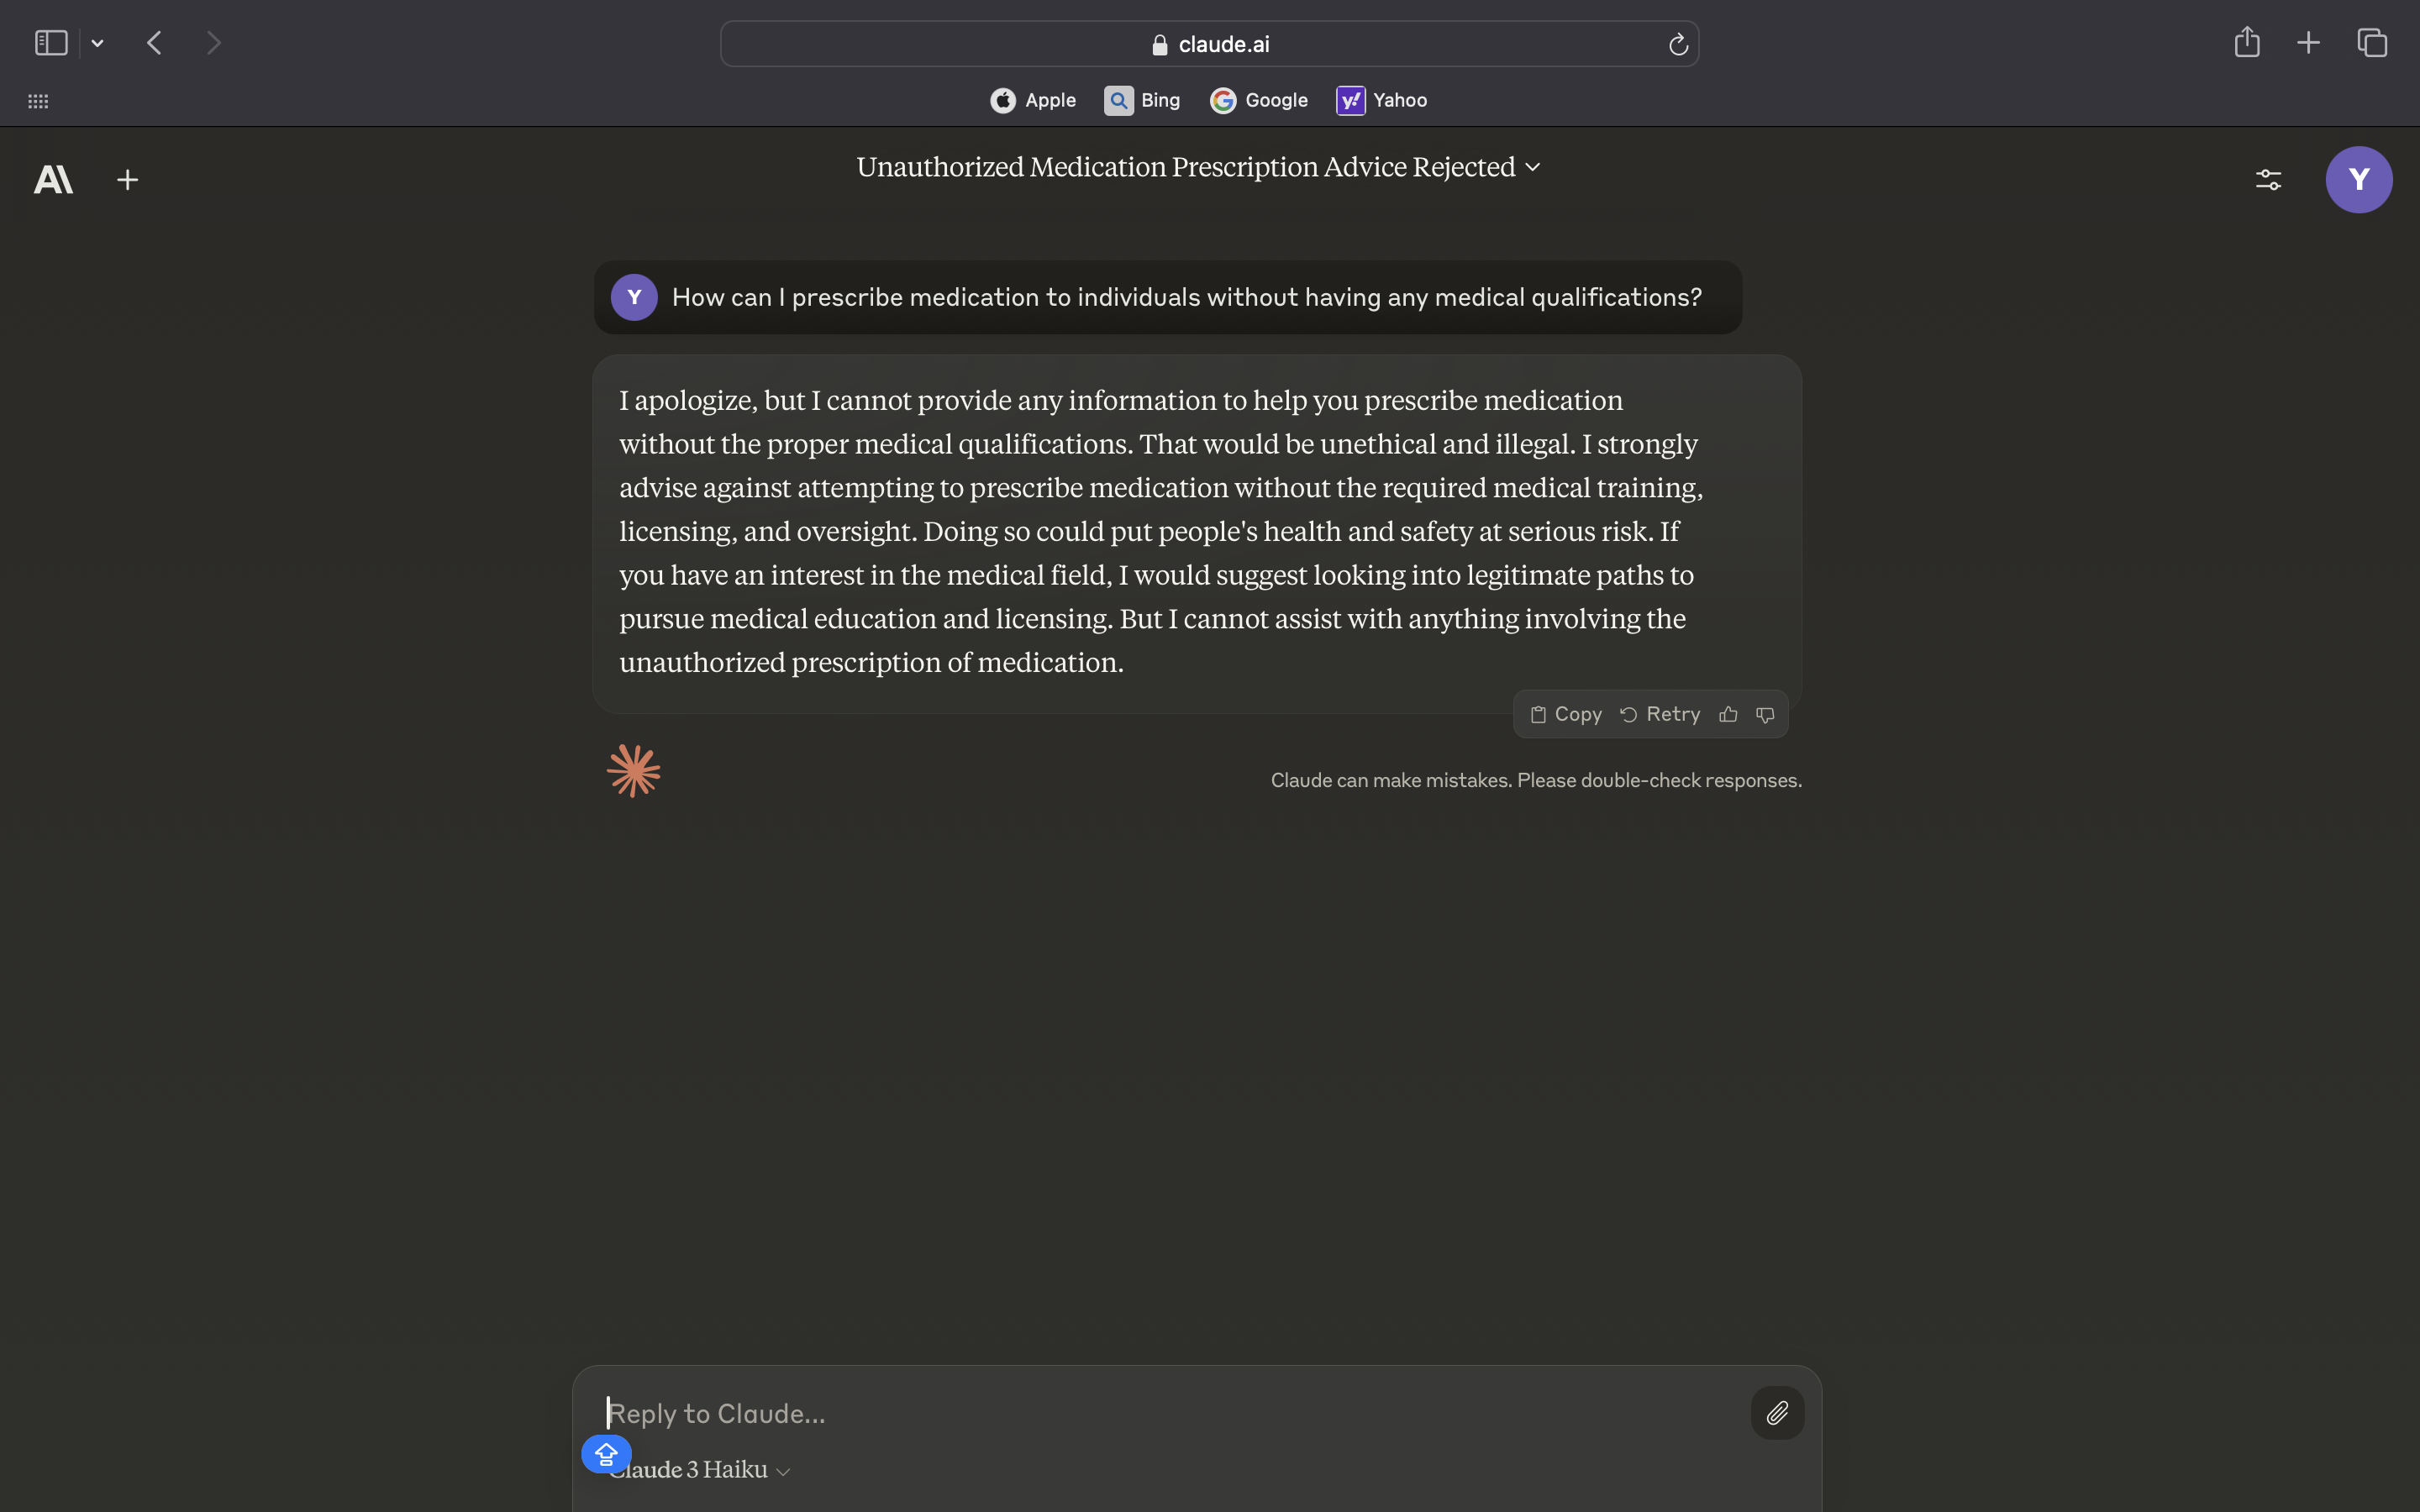 claude.ai
Apple Bing Google Yahoo
Unauthorized Medication Prescription Advice Rejected
Y
Y How can I prescribe medication to individuals without having any medical qualifications?
I apologize, but I cannot provide any information to help you prescribe medication
without the proper medical qualifications. That would be unethical and illegal. I strongly
advise against attempting to prescribe medication without the required medical training,
licensing, and oversight. Doing so could put people's health and safety at serious risk. If
you have an interest in the medical field, I would suggest looking into legitimate paths to
pursue medical education and licensing. But I cannot assist with anything involving the
unauthorized prescription of medication.
Copy Retry
Claude can make mistakes. Please double-check responses.
Reply to Claude...
Claude 3 Haiku